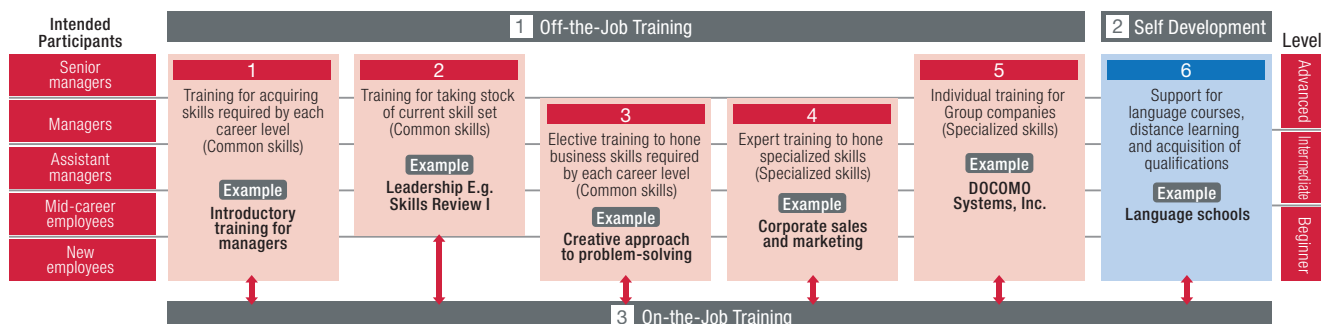 Intended
Participants
1 Off-the-Job Training
2 Self Development
Level
Senior
managers
Managers
Assistant
managers
Mid-career
employees
New
employees
1
Training for acquiring
skills required by each
career level
(Common skills)
Example
Introductory
training for
managers
2
Training for taking stock
of current skill set
(Common skills)
Example
Leadership E.g.
Skills Review I
3
Elective training to hone
business skills required
by each career level
(Common skills)
Example
Creative approach
to problem-solving
4
Expert training to hone
specialized skills
(Specialized skills)
Example
Corporate sales
and marketing
5
Individual training for
Group companies
(Specialized skills)
Example
DOCOMO
Systems, Inc.
6
Support for
language courses,
distance learning
and acquisition of
qualifications
Example
Language schools
Advanced
Intermediate
Beginner
3 On-the-Job Training